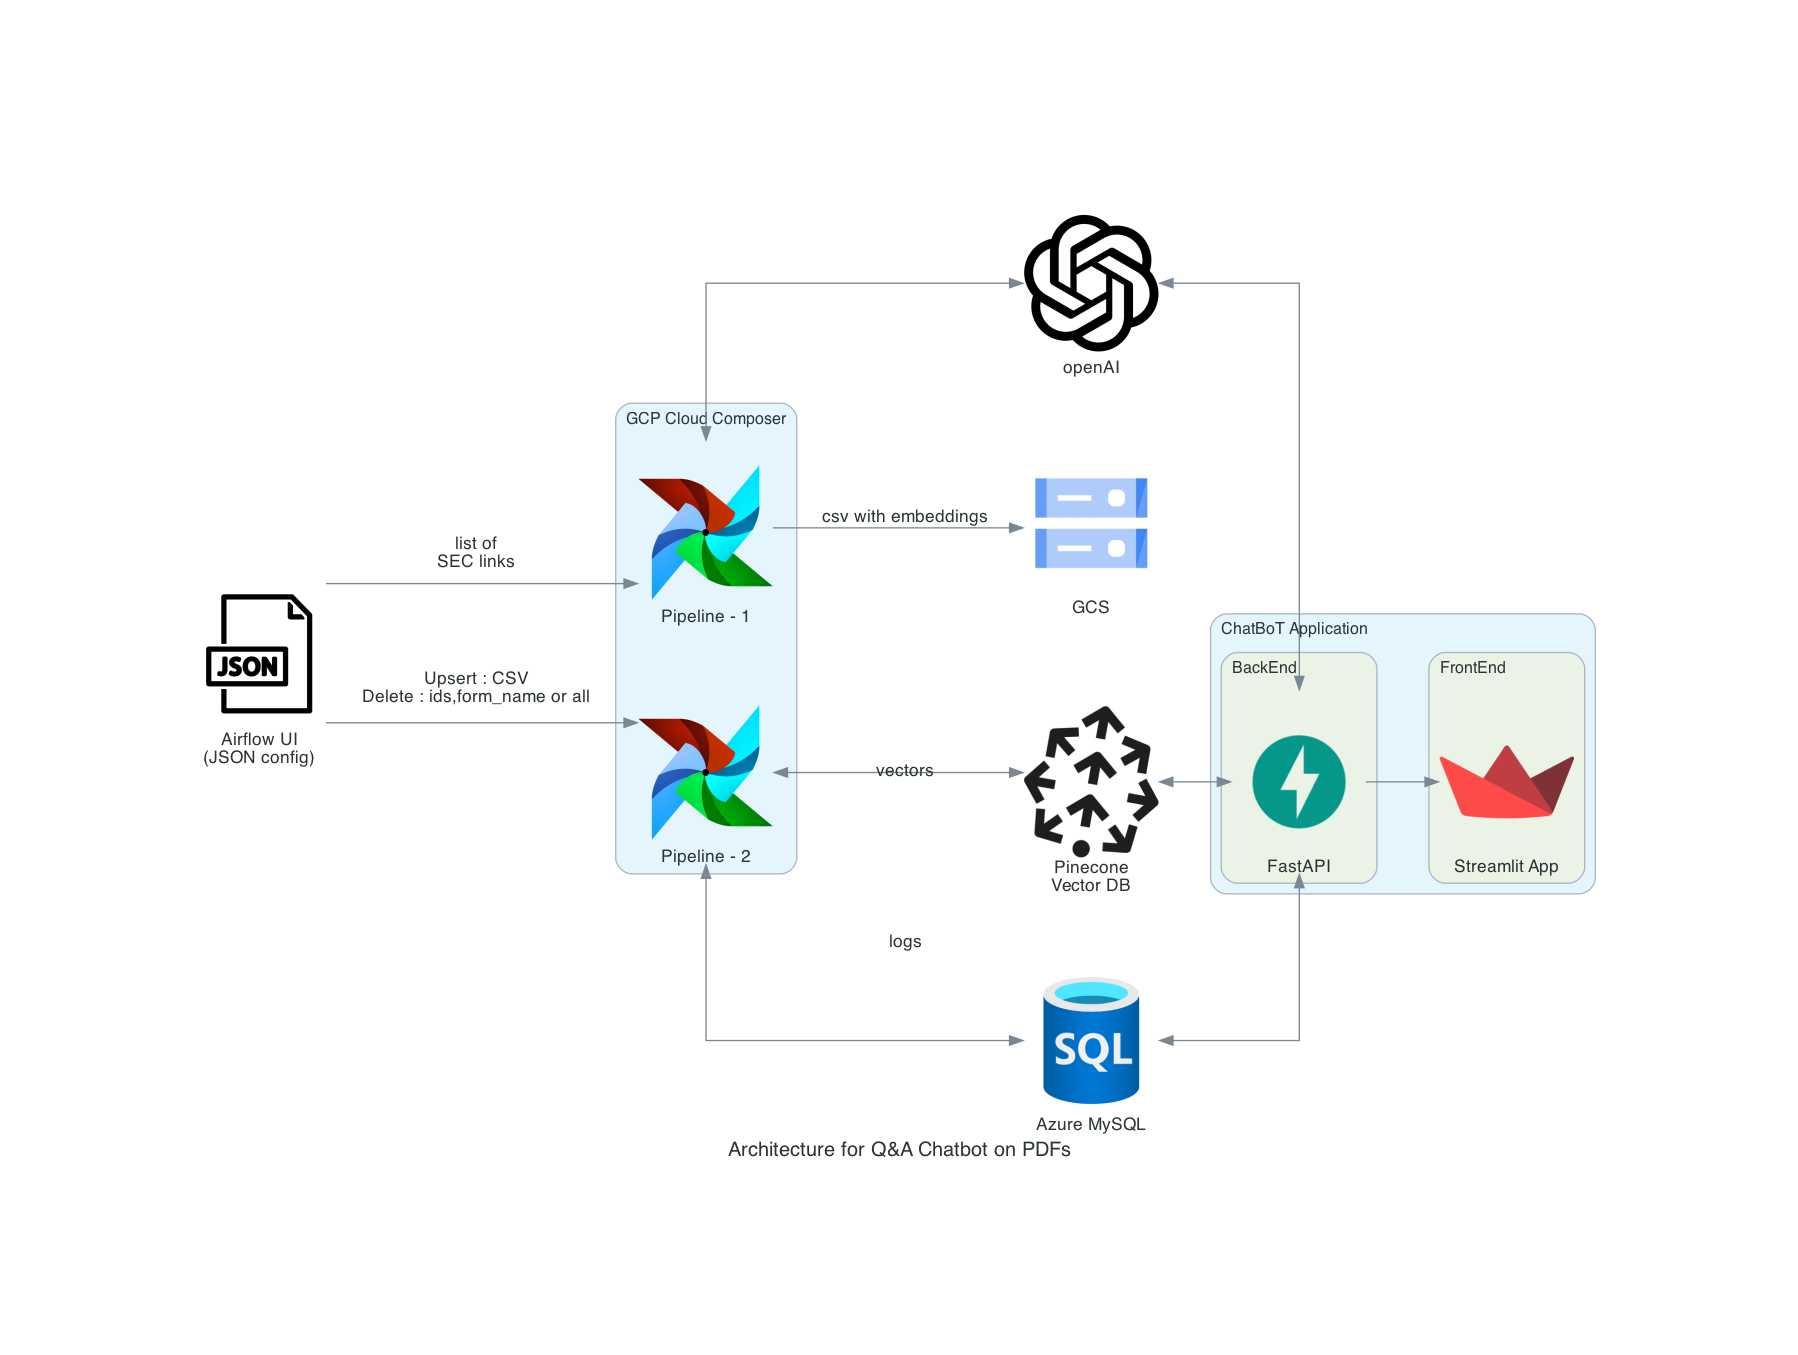 openAI
GCP Cloud Composer
csv with embeddings
list of
SEC links
Pipeline - 1
GCS
JSON
Airflow UI
(JSON config)
Upsert : CSV
Delete : ids,form_name or all
vectors
Pipeline - 2
Pinecone
Vector DB
ChatBoT Application
BackEnd
FrontEnd
FastAPI
Streamlit App
logs
SQL
Azure MySQL
Architecture for Q&A Chatbot on PDFs